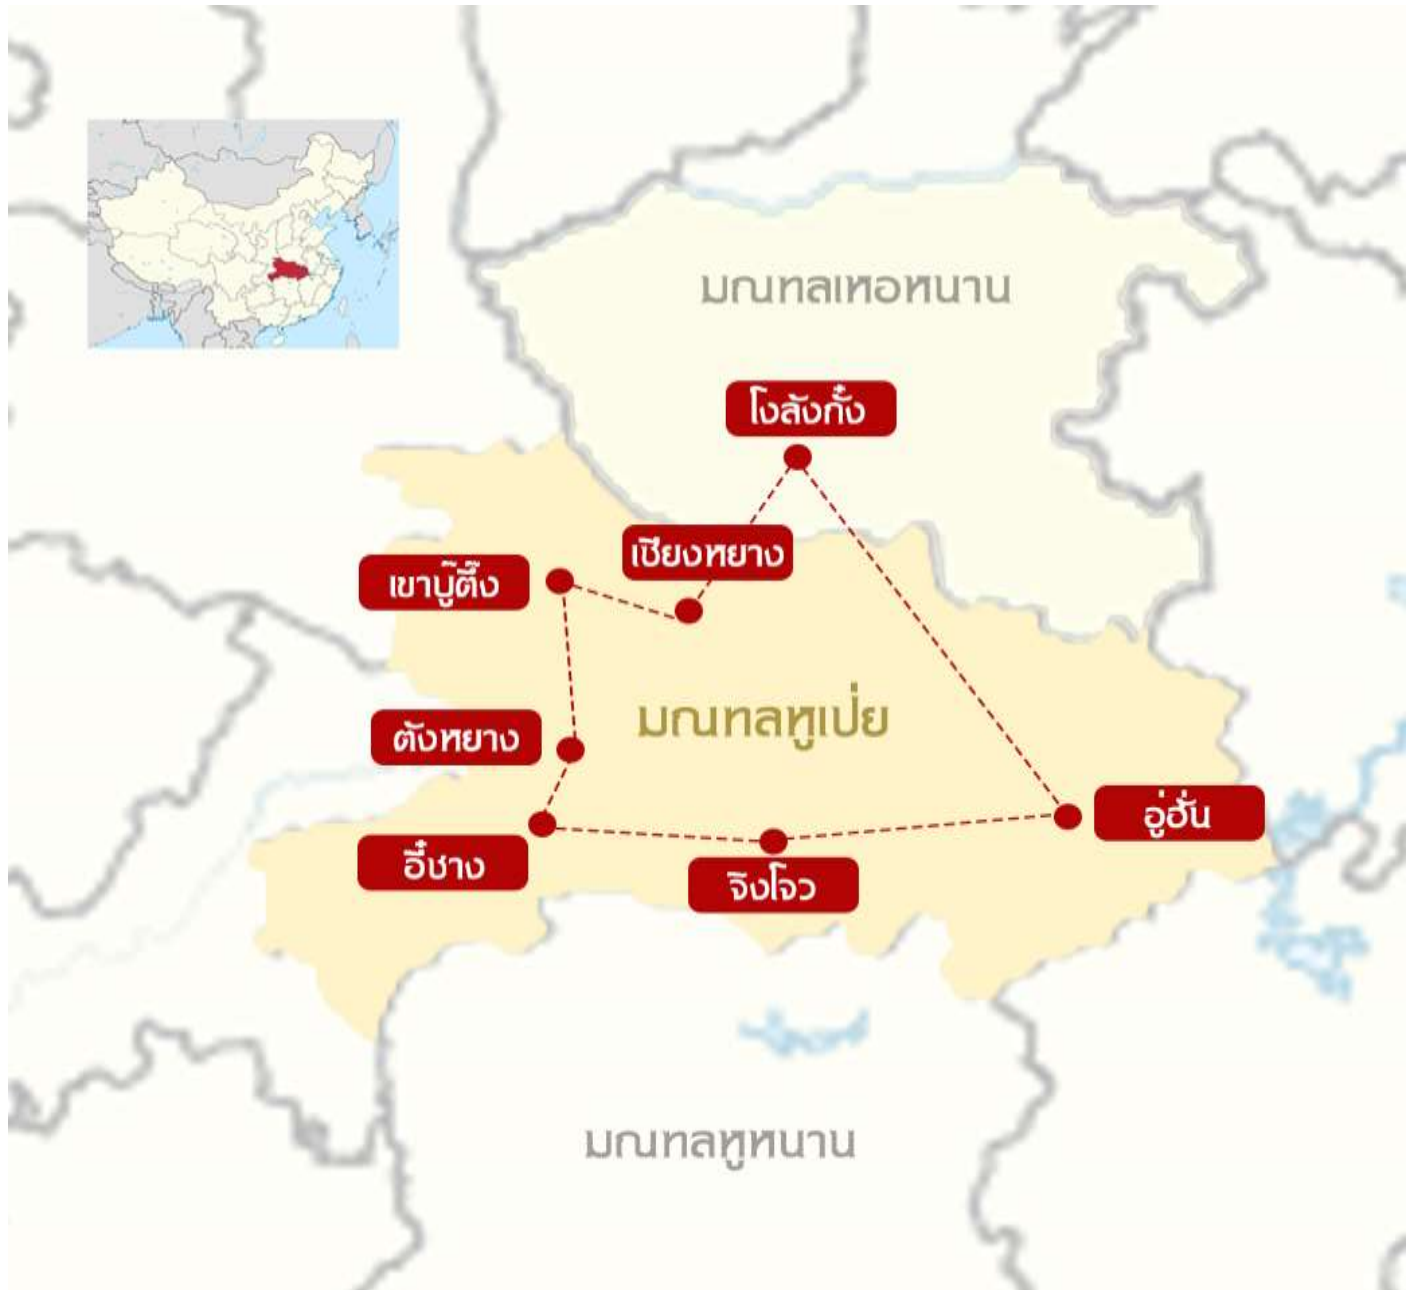 มณฑลเหอหนาน
โงลังกั๋ง
เซียงหยาง
เขาบู๊ตึ๊ง
มณฑลหูเป่ย
ตังหยาง
อู่ฮั่น
อี๋ชาง
จิงโจว
มณฑลหูหนาน